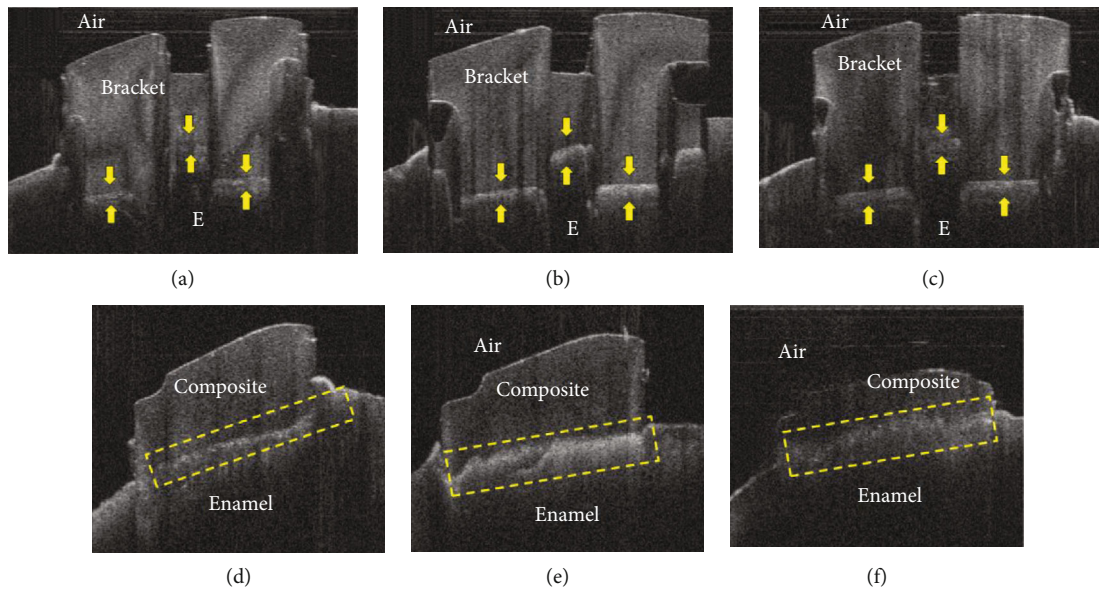 Air
Bracket
E
(a)
Air
Bracket
E
(b)
Air
Bracket
E
(c)
Composite
Enamel
(d)
Air
Composite
Enamel
(e)
Air
Composite
Enamel
(f)